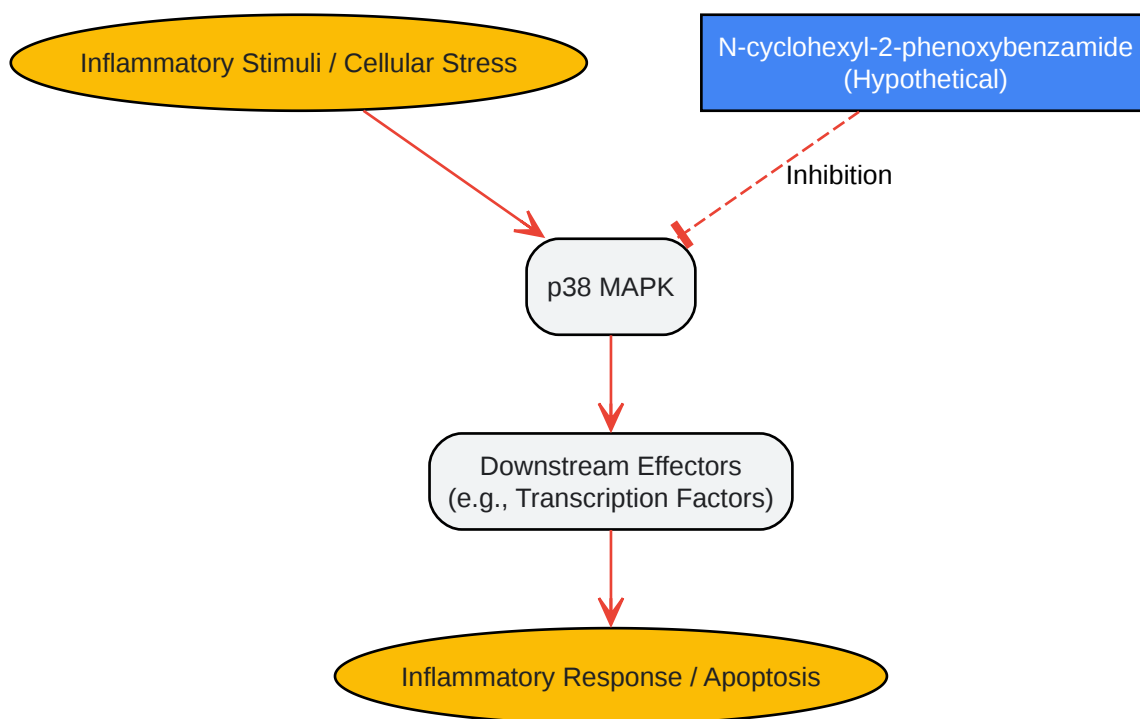 Inflammatory Stimuli / Cellular Stress
N-cyclohexyl-2-phenoxybenzamide
(Hypothetical)
Inhibition
p38 MAPK
Downstream Effectors
(e.g., Transcription Factors)
Inflammatory Response / Apoptosis